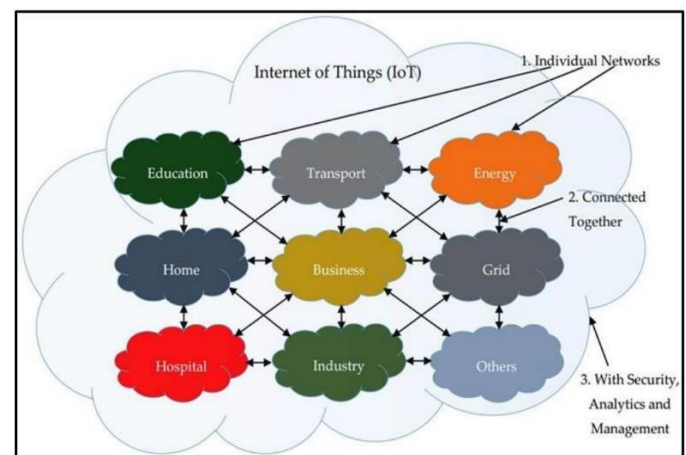 Internet of Things (IoT)
1. Individual Networks
Education
Transport
Energy
2. Connected
Together
Home
Business
Grid
Hospital
Industry
Others
3. With Security,
Analytics and
Management